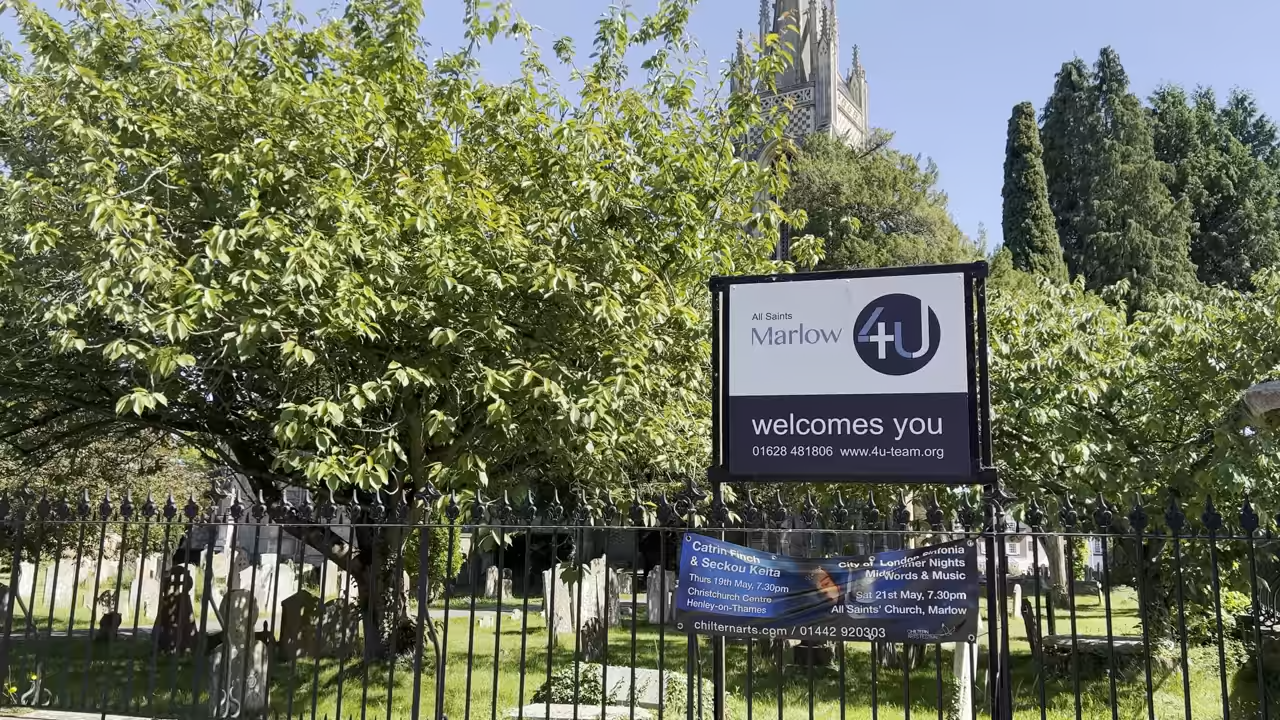 All Saints
Marlow
4U
welcomes you
01628 481806 www.4u-team.org
Catrin Finch
& Seckou Keita
Thurs 19th May, 7.30pm
Christchurch Centre
Henley-on-Thames
City of London Sinfonia
Words & Music
Sat 21st May, 7.30pm
All Saints' Church, Marlow
chilternarts.com / 01442 920303